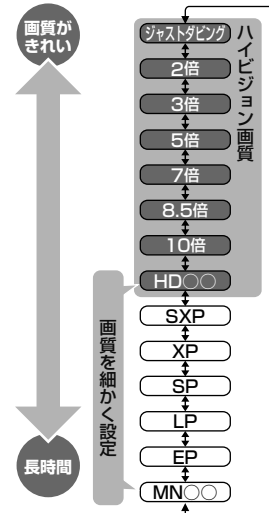 画質が
きれい
長時間
ジャストダビング
2倍
3倍
5倍
7倍
8.5倍
10倍
HD○○
ハイビジョン画質
SXP
XP
SP
LP
EP
MN○○
画質を細かく設定